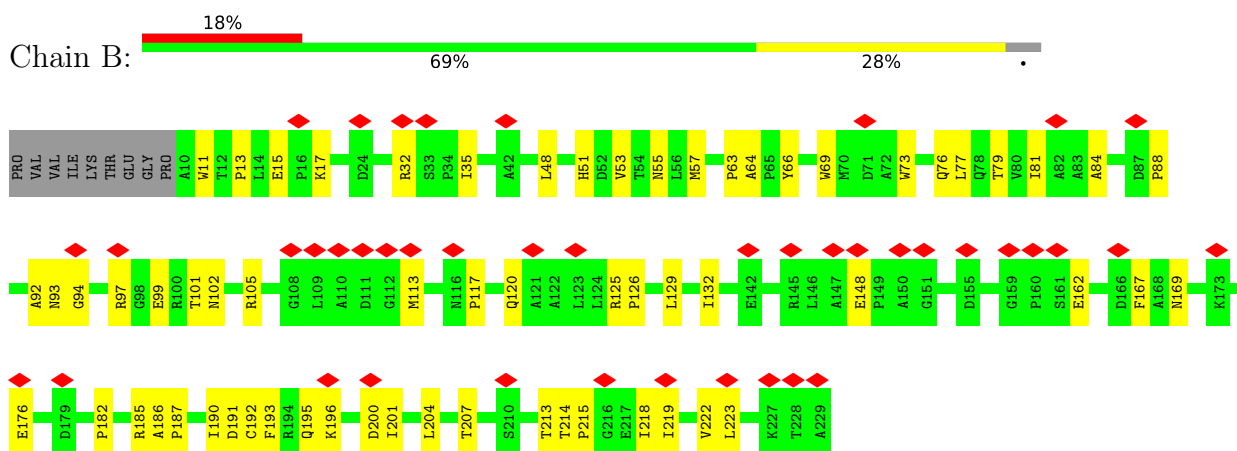 18%
Chain B:
69% 28% •
PRO VAL VAL ILE LYS THR GLU GLY PRO A10 W11 T12 P13 L14 E15 P16 K17 D24 R32 S33 P34 I35 A42 L48 H51 D52 V53 T54 N55 L56 M57 P63 A64 P65 Y66 W69 M70 D71 A72 W73 Q76 L77 Q78 T79 V80 I81 A82 A83 A84 D87 P88
A92 N93 G94 R97 G98 E99 R100 T101 N102 R105 G108 L109 A110 D111 G112 M113 N116 P117 Q120 A121 A122 L123 L124 R125 P126 L129 I132 E142 R145 L146 A147 E148 P149 A150 G151 D155 G159 P160 S161 E162 D166 F167 A168 N169 K173
E176 D179 P182 R185 A186 P187 I190 D191 C192 F193 R194 Q195 K196 D200 I201 L204 T207 S210 T213 T214 P215 G216 E217 I218 I219 V222 L223 K227 T228 A229